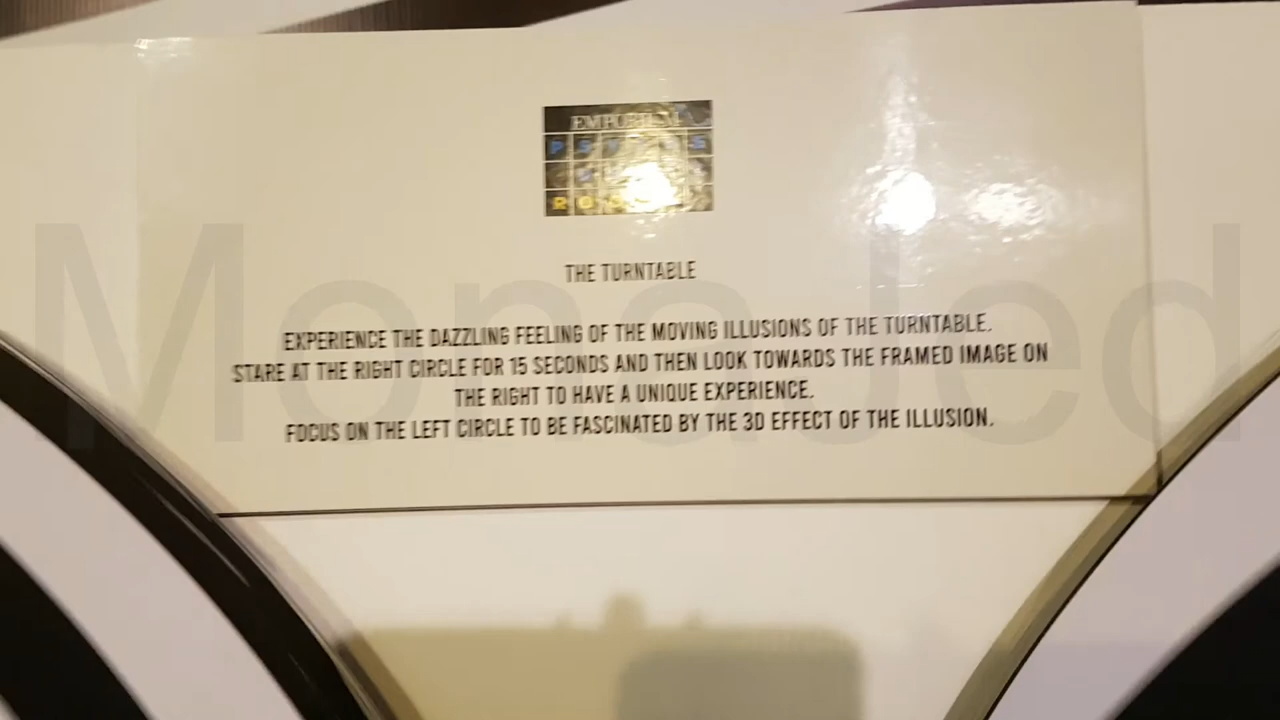 EMPORIUM
THE TURNTABLE
EXPERIENCE THE DAZZLING FEELING OF THE MOVING ILLUSIONS OF THE TURNTABLE.
STARE AT THE RIGHT CIRCLE FOR 15 SECONDS AND THEN LOOK TOWARDS THE FRAMED IMAGE ON
THE RIGHT TO HAVE A UNIQUE EXPERIENCE.
FOCUS ON THE LEFT CIRCLE TO BE FASCINATED BY THE 3D EFFECT OF THE ILLUSION.
Mona Jed